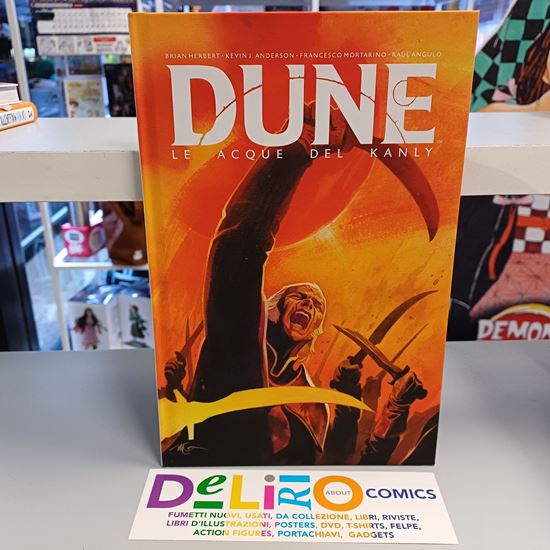 BRIAN HERBERT • KEVIN J. ANDERSON • FRANCESCO MORTARINO • RAUL ANGULO
DUNE
LE ACQUE DEL KANLY
DEMON
DeLiRiO ABOUT COMICS
FUMETTI NUOVI, USATI, DA COLLEZIONE, LIBRI, RIVISTE,
LIBRI D'ILLUSTRAZIONI, POSTERS, DVD, T-SHIRTS, FELPE,
ACTION FIGURES, PORTACHIAVI, GADGETS